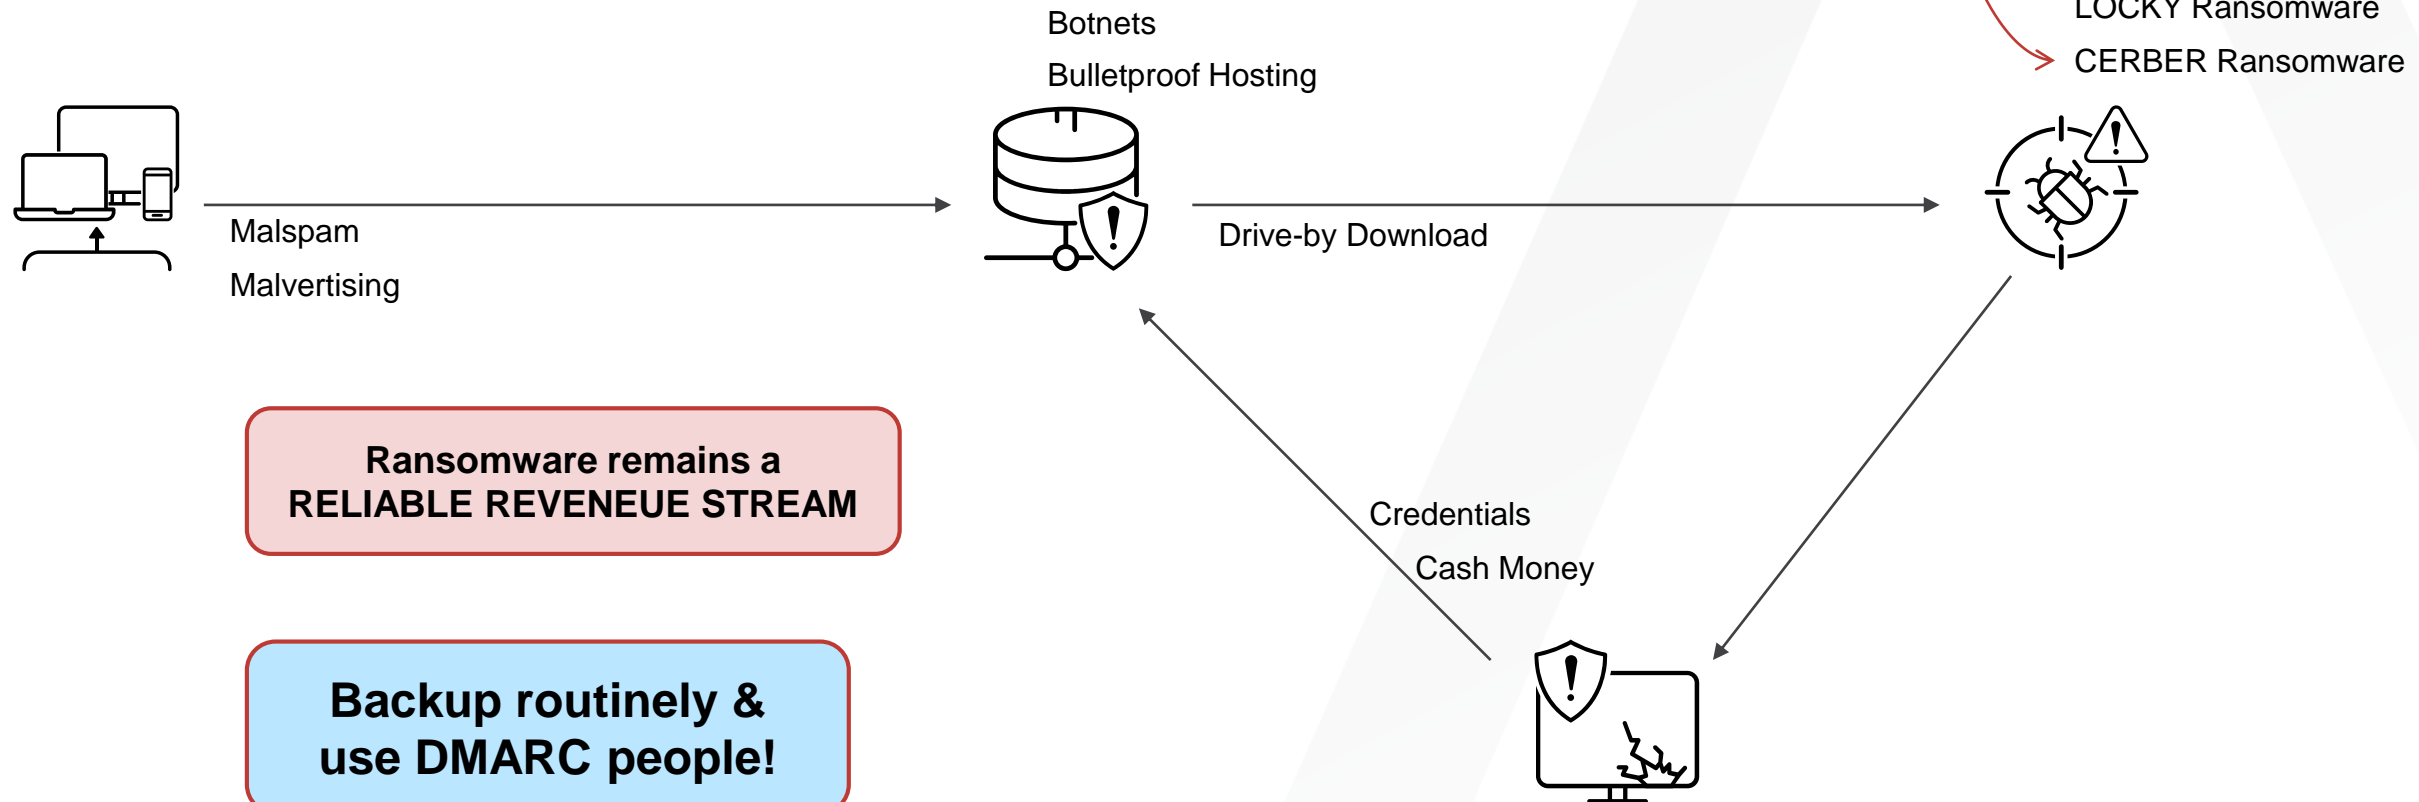 Botnets
Bulletproof Hosting
LOCKY Ransomware
CERBER Ransomware
Malspam
Malvertising
Drive-by Download
Ransomware remains a
RELIABLE REVENEUE STREAM
Credentials
Cash Money
Backup routinely &
use DMARC people!